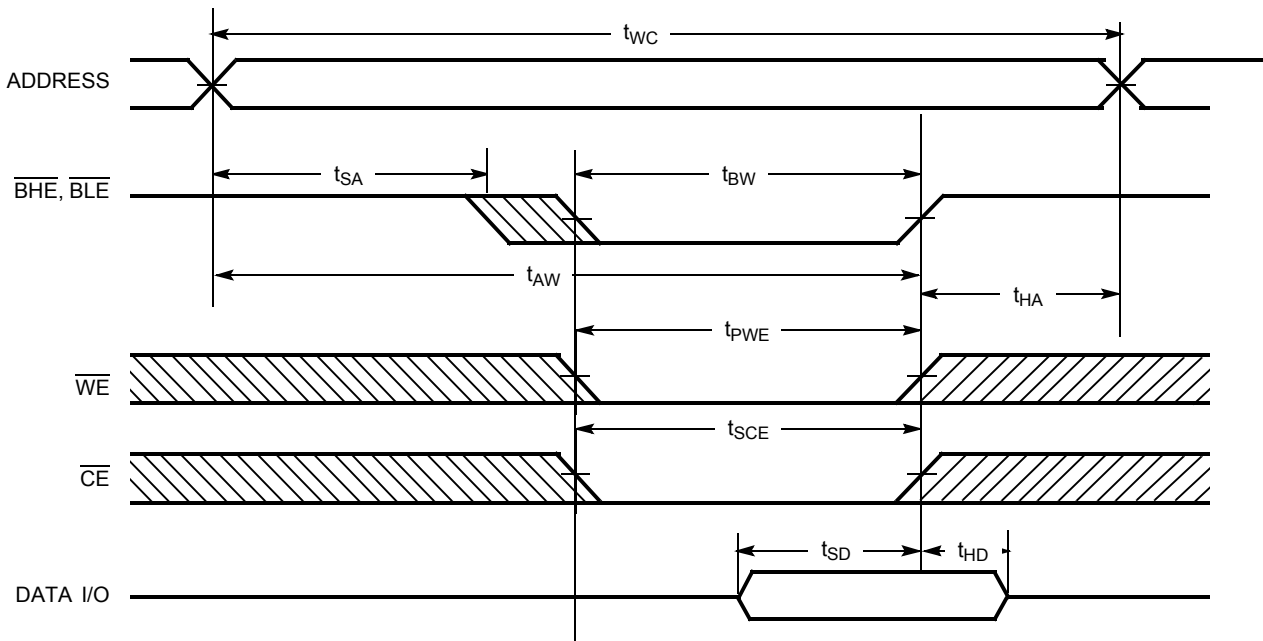 tWC
ADDRESS
tSA
tBW
BHE, BLE
tAW
tHA
tPWE
WE
tSCE
CE
tSD
tHD
DATA I/O